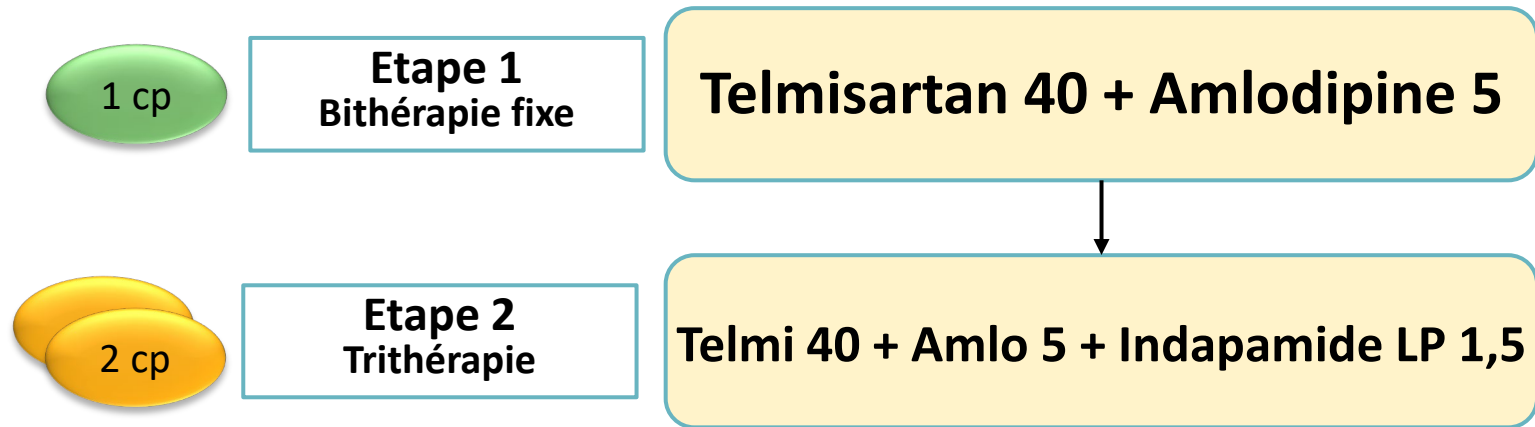 1 cp
Etape 1
Bithérapie fixe
Telmisartan 40 + Amlodipine 5
2 cp
Etape 2
Trithérapie
Telmi 40 + Amlo 5 + Indapamide LP 1,5